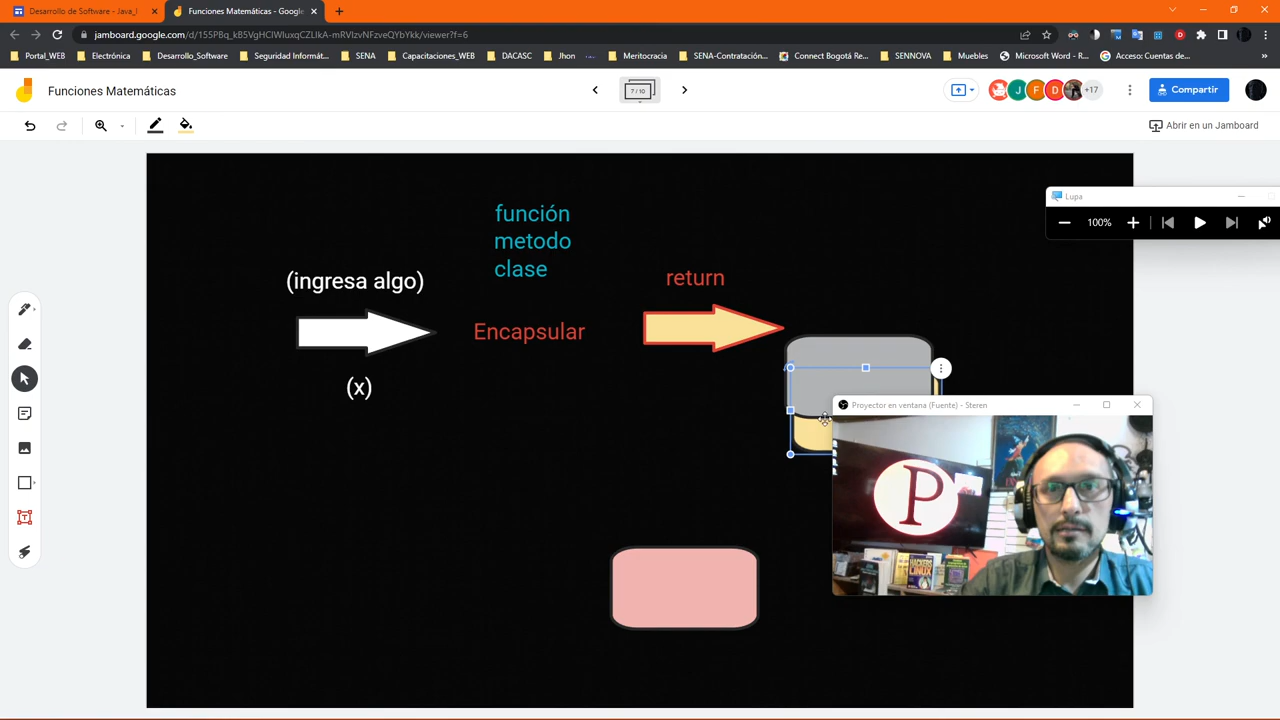 Desarrollo de Software - Java_I
Funciones Matemáticas - Google
jamboard.google.com/d/155P8q_kB5VgHClWIuxqCZLlkA-mRVlzvNFzveQYbYkk/viewer?f=6
Portal_WEB
Electrónica
Desarrollo_Software
Seguridad Informát...
SENA
Capacitaciones_WEB
DACASC
Jhon
Meritocracia
SENA-Contratación...
Connect Bogotá Re...
SENNOVA
Muebles
Microsoft Word - R...
Acceso: Cuentas de...
Funciones Matemáticas
7 / 10
J
F
D
+17
Compartir
Abrir en un Jamboard
Lupa
100%
función
metodo
clase
(ingresa algo)
return
Encapsular
(x)
Proyector en ventana (Fuente) - Steren
P
HACKERS
LINUX